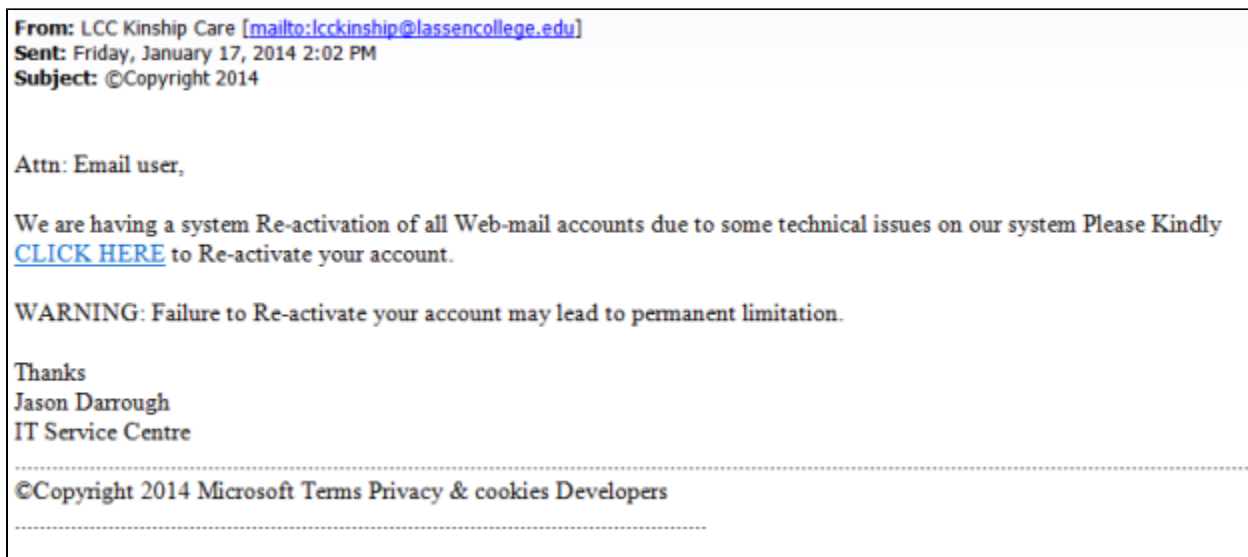 From: LCC Kinship Care [mailto:lcckinship@lassencollege.edu]
Sent: Friday, January 17, 2014 2:02 PM
Subject: ©Copyright 2014
Attn: Email user,
We are having a system Re-activation of all Web-mail accounts due to some technical issues on our system Please Kindly
CLICK HERE to Re-activate your account.
WARNING: Failure to Re-activate your account may lead to permanent limitation.
Thanks
Jason Darrough
IT Service Centre
©Copyright 2014 Microsoft Terms Privacy & cookies Developers